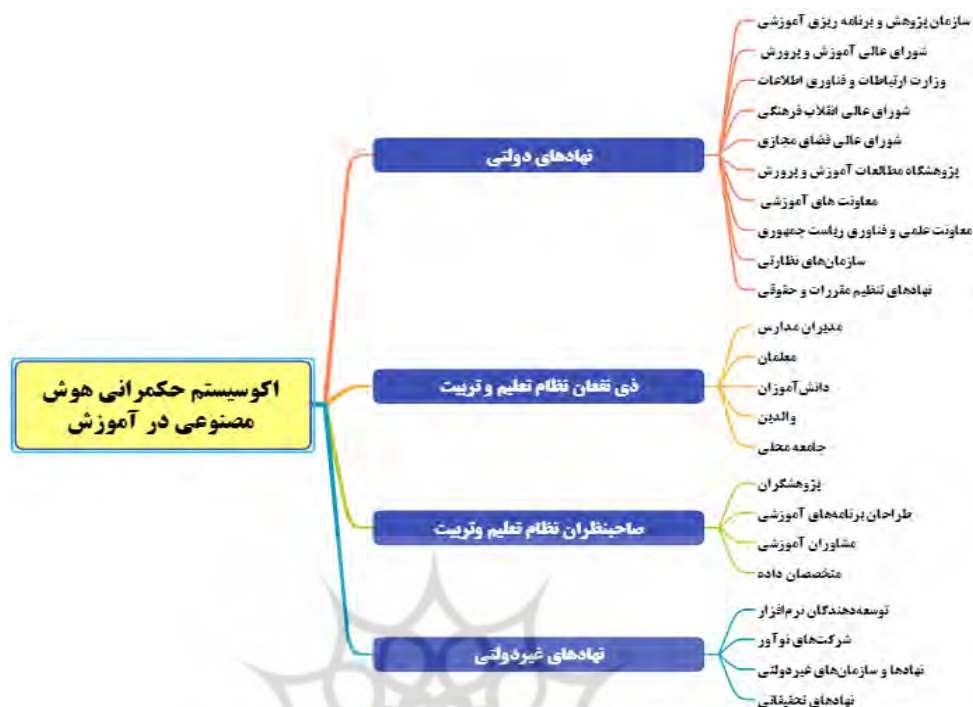 اکوسیستم حکمرانی هوش
مصنوعی در آموزش
نهادهای دولتی
سازمان پژوهش و برنامه ریزی آموزشی
شورای عالی آموزش و پرورش
وزارت ارتباطات و فناوری اطلاعات
شورای عالی انقلاب فرهنگی
شورای عالی فضای مجازی
پژوهشگاه مطالعات آموزش و پرورش
معاونت های آموزشی
معاونت علمی و فناوری ریاست جمهوری
سازمان‌های نظارتی
نهادهای تنظیم مقررات و حقوقی
ذی نفعان نظام تعلیم و تربیت
مدیران مدارس
معلمان
دانش‌آموزان
والدین
جامعه محلی
صاحبنظران نظام تعلیم وتربیت
پژوهشگران
طراحان برنامه‌های آموزشی
مشاوران آموزشی
متخصصان داده
نهادهای غیردولتی
توسعه‌دهندگان نرم‌افزار
شرکت‌های نوآور
نهادها و سازمان‌های غیردولتی
نهادهای تحقیقاتی